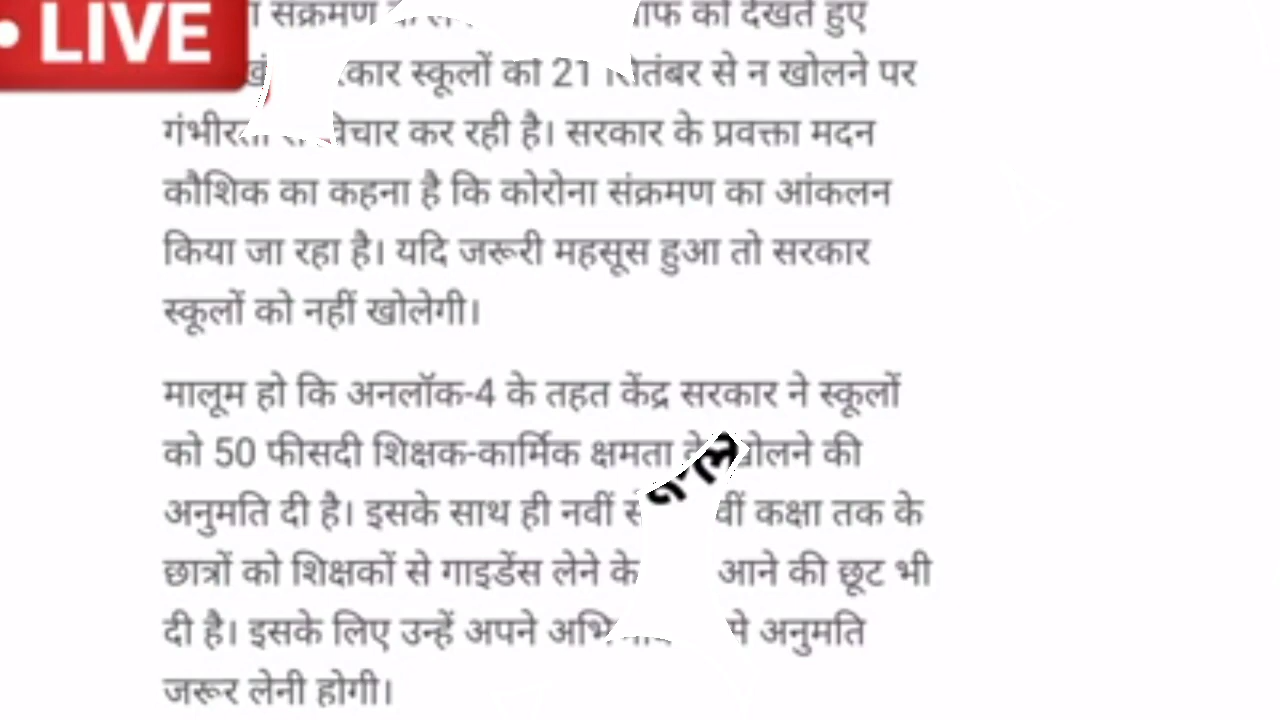 LIVE
संक्रमण को देखते हुए
स्कूलों को 21 सितंबर से न खोलने पर
विचार कर रही है। सरकार के प्रवक्ता मदन
कौशिक का कहना है कि कोरोना संक्रमण का आंकलन
किया जा रहा है। यदि जरूरी महसूस हुआ तो सरकार
स्कूलों को नहीं खोलेगी।
मालूम हो कि अनलॉक-4 के तहत केंद्र सरकार ने स्कूलों
को 50 फीसदी शिक्षक-कार्मिक क्षमता की
अनुमति दी है। इसके साथ ही नवीं कक्षा तक के
छात्रों को शिक्षकों से गाइडेंस लेने के आने की छूट भी
दी है। इसके लिए उन्हें अपने अनुमति
जरूर लेनी होगी।